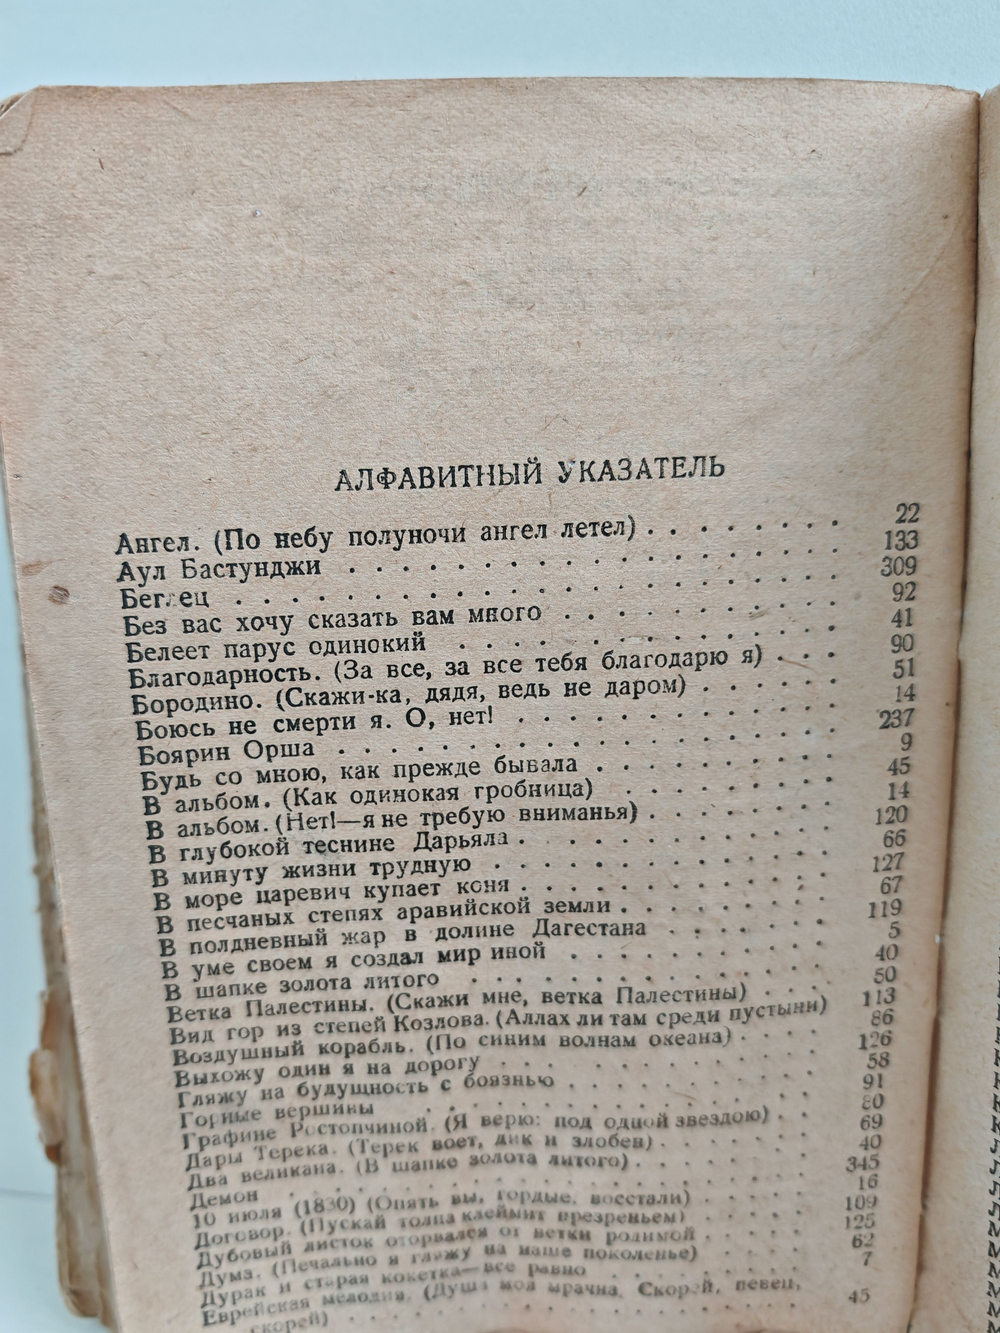 АЛФАВИТНЫЙ УКАЗАТЕЛЬ
Ангел. (По небу полуночи ангел летел) . . . . . . . . 22
Аул Бастунджи . . . . . . . . . . . . . . . . . . 133
Беглец . . . . . . . . . . . . . . . . . . . . . . 309
Без вас хочу сказать вам много . . . . . . . . . . 92
Белеет парус одинокий . . . . . . . . . . . . . . 41
Благодарность. (За все, за все тебя благодарю я) . . . 90
Бородино. (Скажи-ка, дядя, ведь не даром) . . . . . . 51
Боюсь не смерти я. О, нет! . . . . . . . . . . . . 14
Боярин Орша . . . . . . . . . . . . . . . . . . . 237
Будь со мною, как прежде бывала . . . . . . . . . 9
В альбом. (Как одинокая гробница) . . . . . . . . 45
В альбом. (Нет!—я не требую вниманья) . . . . . . . 14
В глубокой теснине Дарьяла . . . . . . . . . . . . 120
В минуту жизни трудную . . . . . . . . . . . . . 66
В море царевич купает коня . . . . . . . . . . . . 127
В песчаных степях аравийской земли . . . . . . . . 67
В полдневный жар в долине Дагестана . . . . . . . 119
В уме своем я создал мир иной . . . . . . . . . . 5
В шапке золота литого . . . . . . . . . . . . . . 40
Ветка Палестины. (Скажи мне, ветка Палестины) . . . . 50
Вид гор из степей Козлова. (Аллах ли там среди пустыни) 113
Воздушный корабль. (По синим волнам океана) . . . . 86
Выхожу один я на дорогу . . . . . . . . . . . . . 126
Гляжу на будущность с боязнью . . . . . . . . . . 58
Горные вершины . . . . . . . . . . . . . . . . . 91
Графине Ростопчиной. (Я верю: под одной звездою) . . 80
Дары Терека. (Терек воет, дик и злобен) . . . . . . 69
Два великана. (В шапке золота литого) . . . . . . . 40
Демон . . . . . . . . . . . . . . . . . . . . . . 345
10 июля (1830) (Опять вы, гордые, восстали) . . . . . 16
Договор. (Пускай толпа клеймит презреньем) . . . . . 109
Дубовый листок оторвался от ветки родимой . . . . . 125
Дума. (Печально я гляжу на наше поколенье) . . . . . 62
Дурак и старая кокетка—все равно . . . . . . . . . 7
Еврейская мелодия. (Душа моя мрачна. Скорей, певец,
скорей) . . . . . . . . . . . . . . . . . . . . . 45